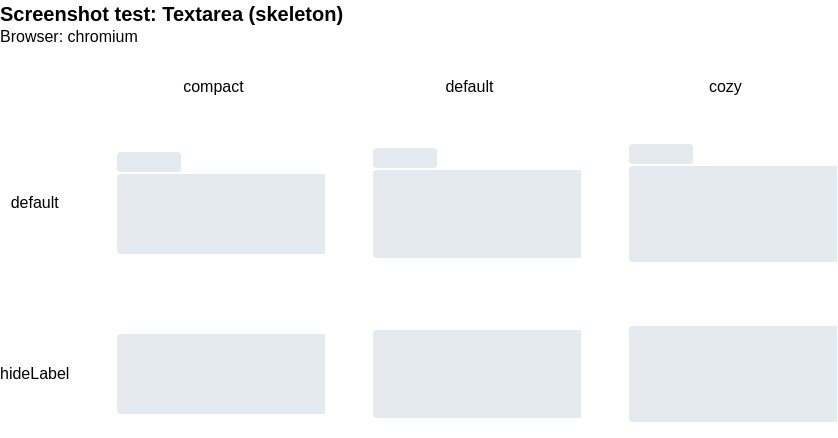 Screenshot test: Textarea (skeleton)
Browser: chromium
compact default cozy
default
hideLabel